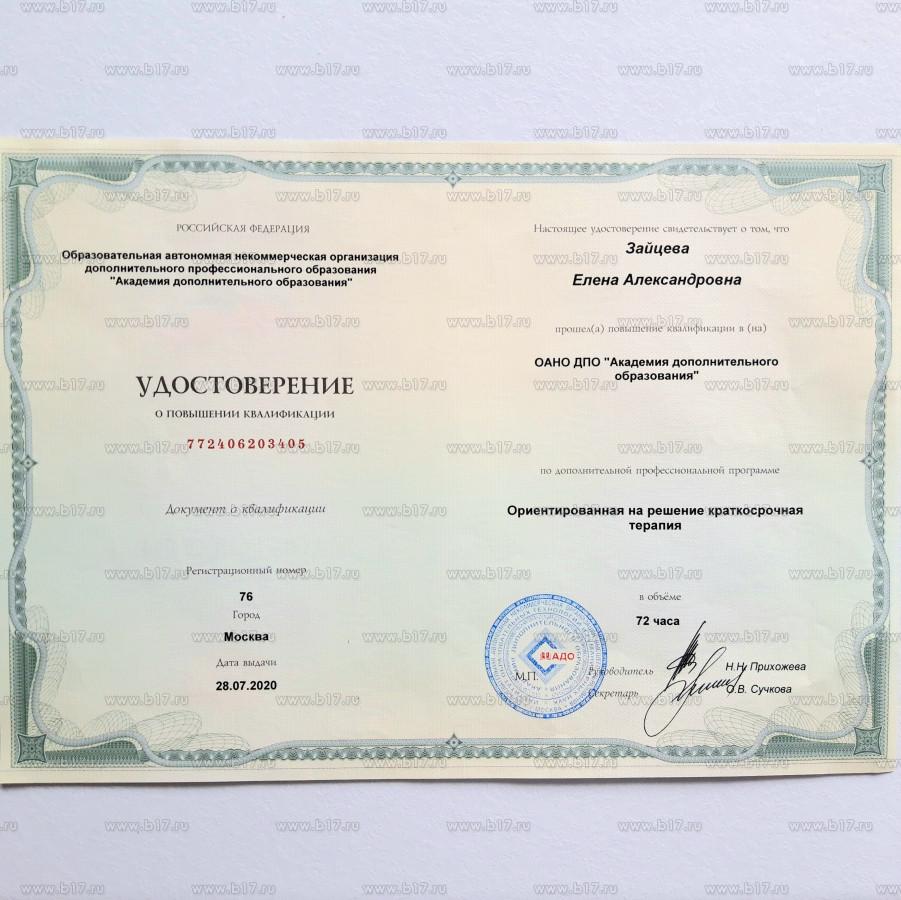 РОССИЙСКАЯ ФЕДЕРАЦИЯ
Образовательная автономная некоммерческая организация
дополнительного профессионального образования
"Академия дополнительного образования"
УДОСТОВЕРЕНИЕ
О ПОВЫШЕНИИ КВАЛИФИКАЦИИ
772406203405
Документ о квалификации
Регистрационный номер
76
Город
Москва
Дата выдачи
28.07.2020
Настоящее удостоверение свидетельствует о том, что
Зайцева
Елена Александровна
прошел(а) повышение квалификации в (на)
ОАНО ДПО "Академия дополнительного
образования"
по дополнительной профессиональной программе
Ориентированная на решение краткосрочная
терапия
в объёме
72 часа
М.П.
АДО
Руководитель
Н.Н. Прихожева
Секретарь
О.В. Сучкова
www.b17.ru